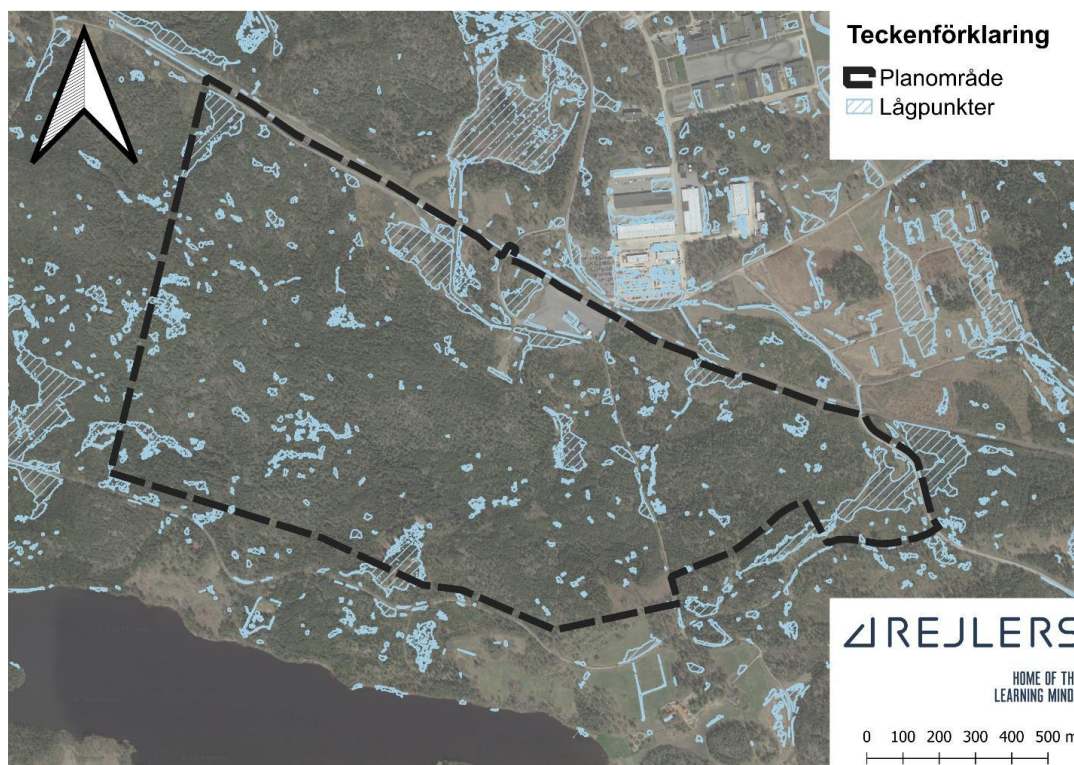 Teckenförklaring
Planområde
Lågpunkter
REJLERS
HOME OF TH
LEARNING MIND
0 100 200 300 400 500 m